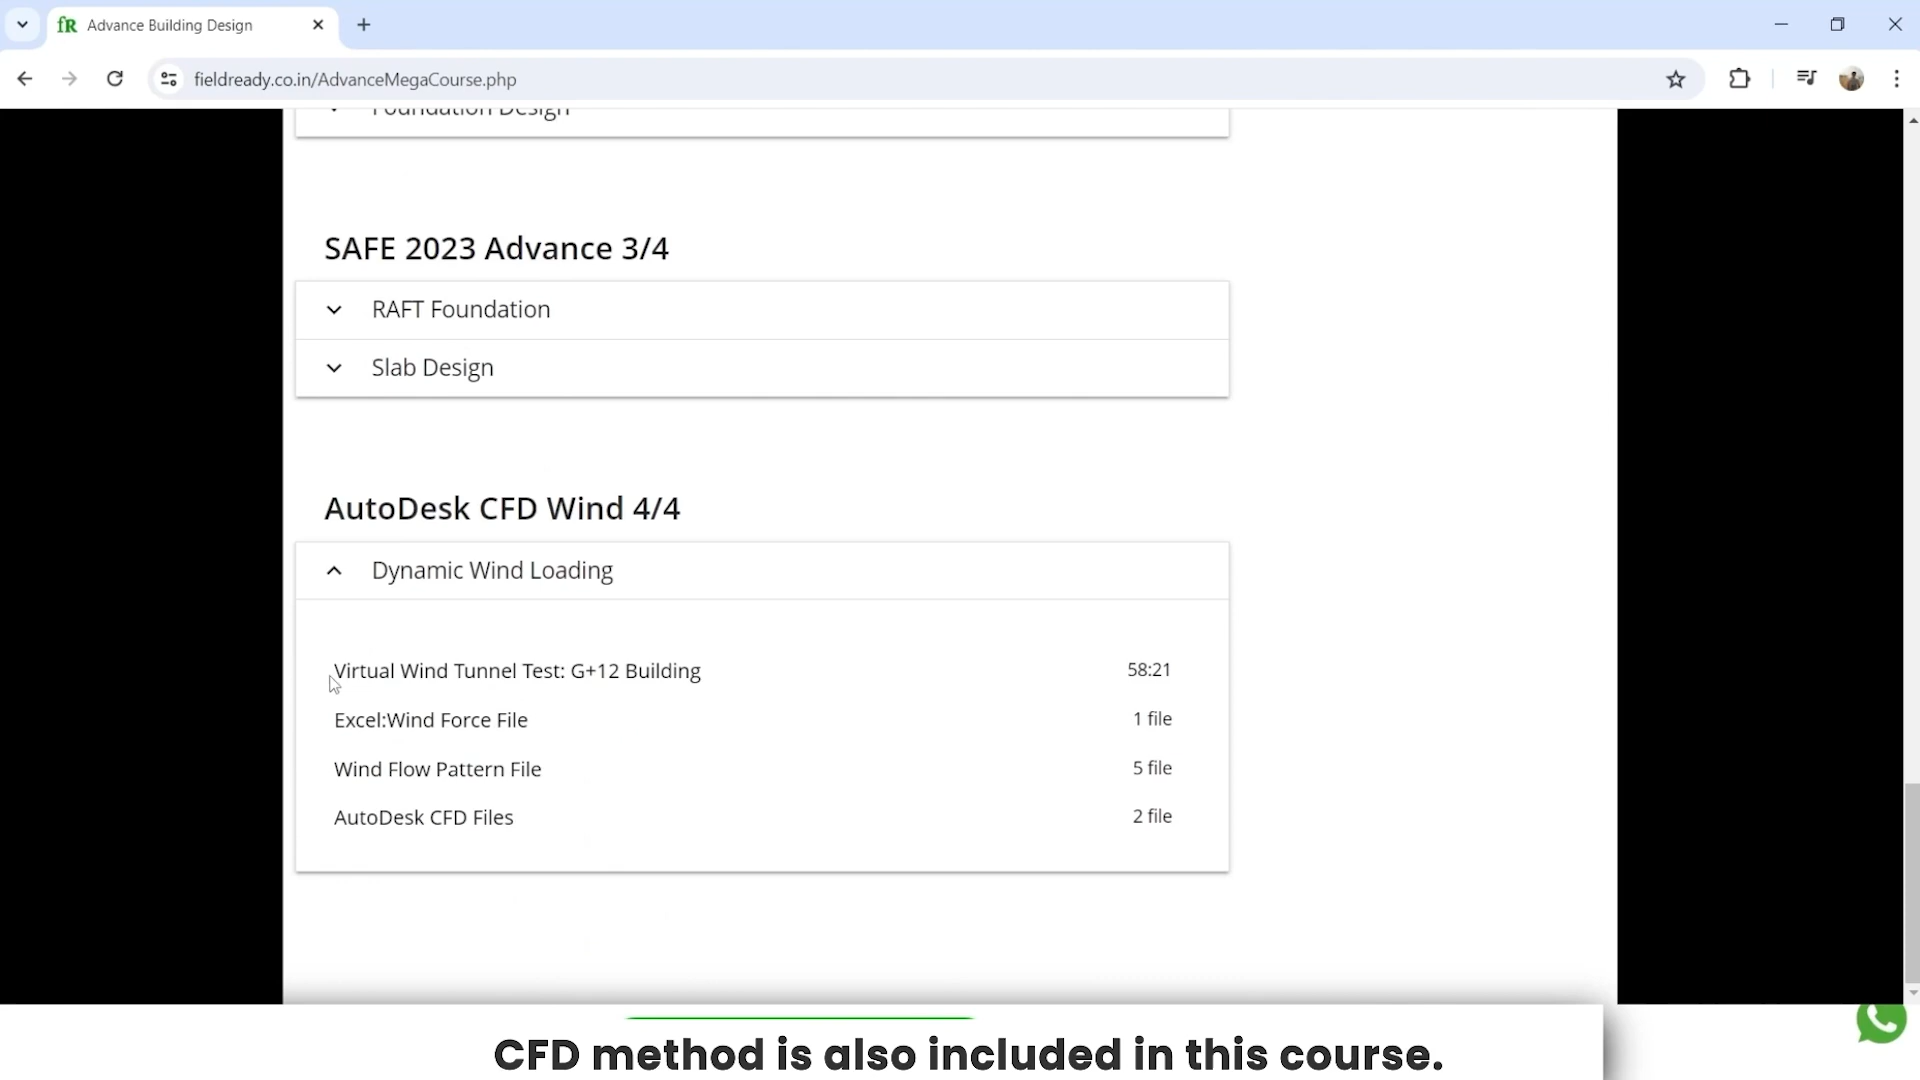 fR Advance Building Design
fieldready.co.in/AdvanceMegaCourse.php
Foundation Design
SAFE 2023 Advance 3/4
RAFT Foundation
Slab Design
AutoDesk CFD Wind 4/4
Dynamic Wind Loading
Virtual Wind Tunnel Test: G+12 Building 58:21
Excel:Wind Force File 1 file
Wind Flow Pattern File 5 file
AutoDesk CFD Files 2 file
CFD method is also included in this course.